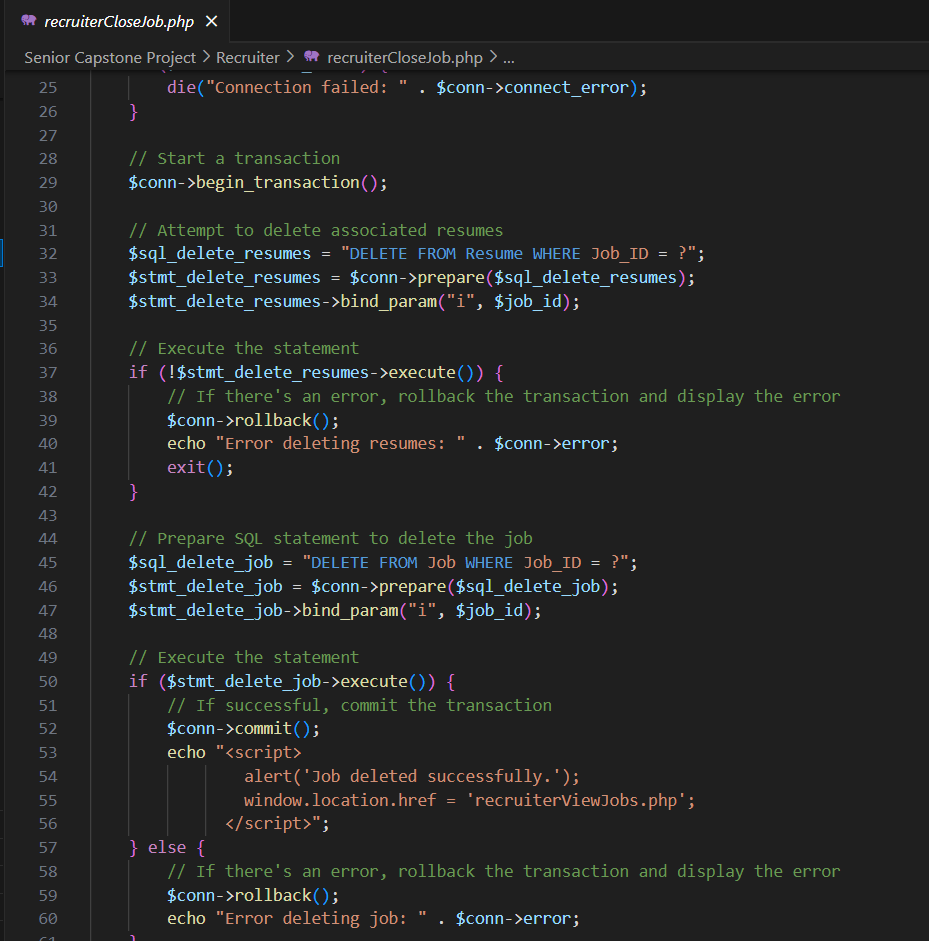 recruiterCloseJob.php ✕
Senior Capstone Project > Recruiter > recruiterCloseJob.php > ...
25 die("Connection failed: " . $conn->connect_error);
26 }
27
28 // Start a transaction
29 $conn->begin_transaction();
30
31 // Attempt to delete associated resumes
32 $sql_delete_resumes = "DELETE FROM Resume WHERE Job_ID = ?";
33 $stmt_delete_resumes = $conn->prepare($sql_delete_resumes);
34 $stmt_delete_resumes->bind_param("i", $job_id);
35
36 // Execute the statement
37 if (!$stmt_delete_resumes->execute()) {
38 // If there's an error, rollback the transaction and display the error
39 $conn->rollback();
40 echo "Error deleting resumes: " . $conn->error;
41 exit();
42 }
43
44 // Prepare SQL statement to delete the job
45 $sql_delete_job = "DELETE FROM Job WHERE Job_ID = ?";
46 $stmt_delete_job = $conn->prepare($sql_delete_job);
47 $stmt_delete_job->bind_param("i", $job_id);
48
49 // Execute the statement
50 if ($stmt_delete_job->execute()) {
51 // If successful, commit the transaction
52 $conn->commit();
53 echo "<script>
54 alert('Job deleted successfully.');
55 window.location.href = 'recruiterViewJobs.php';
56 </script>";
57 } else {
58 // If there's an error, rollback the transaction and display the error
59 $conn->rollback();
60 echo "Error deleting job: " . $conn->error;